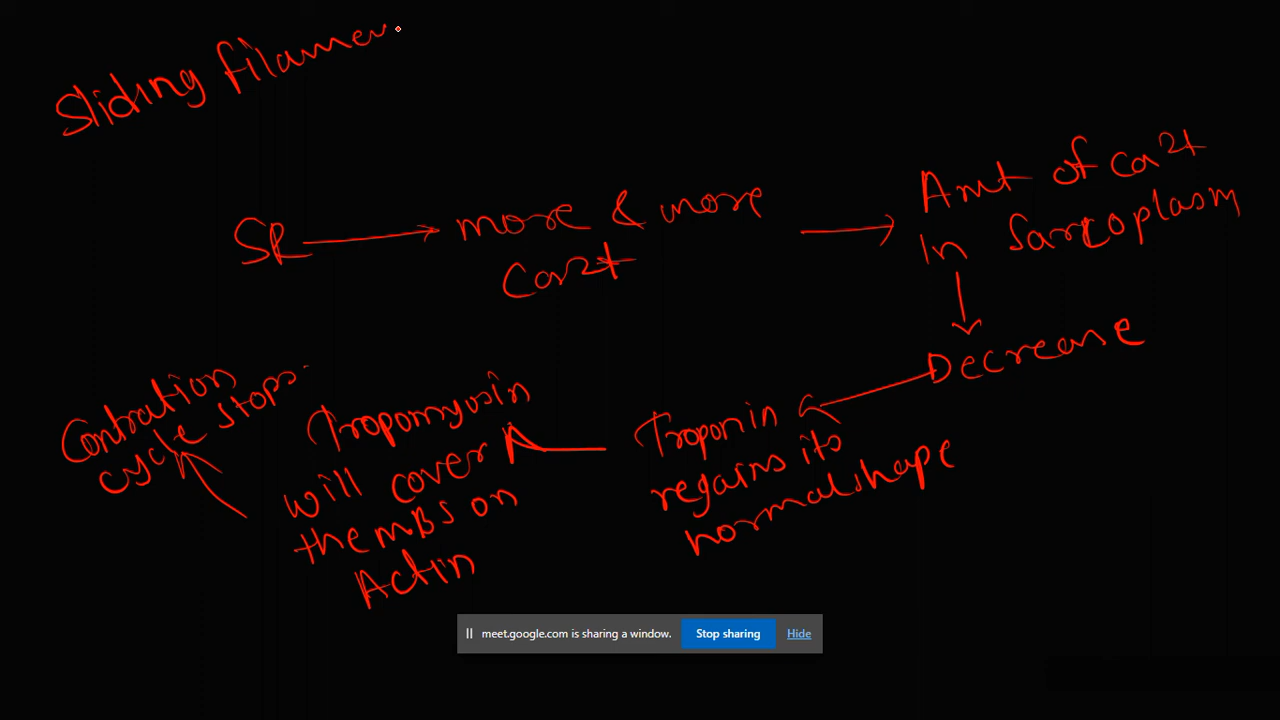 Sliding filamen
SR
more & more
Ca2+
Amt of Ca2+
In Sarcoplasm
Decrease
Troponin
regains its
normal shape
Tropomyosin
will cover
the MBS on
Actin
Contration
cycle stops.
meet.google.com is sharing a window.
Stop sharing
Hide